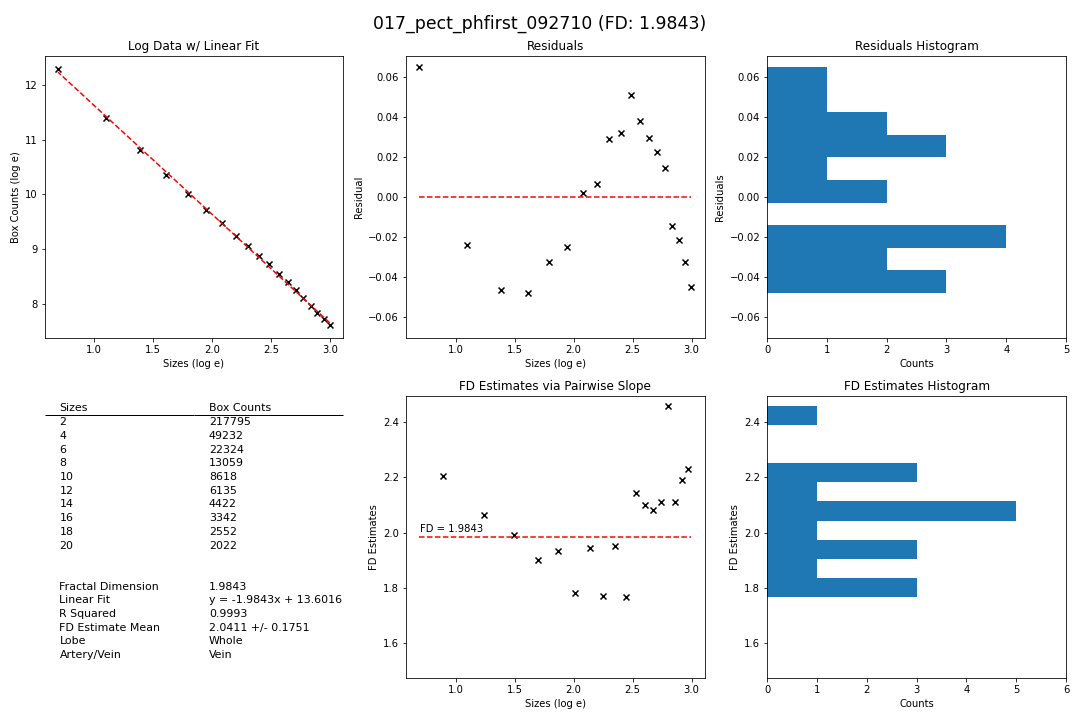 017_pect_phfirst_092710 (FD: 1.9843)
Log Data w/ Linear Fit
12
11
10
9
8
Box Counts (log e)
1.0 1.5 2.0 2.5 3.0
Sizes (log e)
Residuals
0.06
0.04
0.02
0.00
−0.02
−0.04
−0.06
Residual
1.0 1.5 2.0 2.5 3.0
Sizes (log e)
Residuals Histogram
0.06
0.04
0.02
0.00
−0.02
−0.04
−0.06
Residuals
0 1 2 3 4 5
Counts
Sizes Box Counts
2 217795
4 49232
6 22324
8 13059
10 8618
12 6135
14 4422
16 3342
18 2552
20 2022
Fractal Dimension 1.9843
Linear Fit y = -1.9843x + 13.6016
R Squared 0.9993
FD Estimate Mean 2.0411 +/- 0.1751
Lobe Whole
Artery/Vein Vein
FD Estimates via Pairwise Slope
2.4
2.2
2.0
1.8
1.6
FD Estimates
FD = 1.9843
1.0 1.5 2.0 2.5 3.0
Sizes (log e)
FD Estimates Histogram
2.4
2.2
2.0
1.8
1.6
FD Estimates
0 1 2 3 4 5 6
Counts